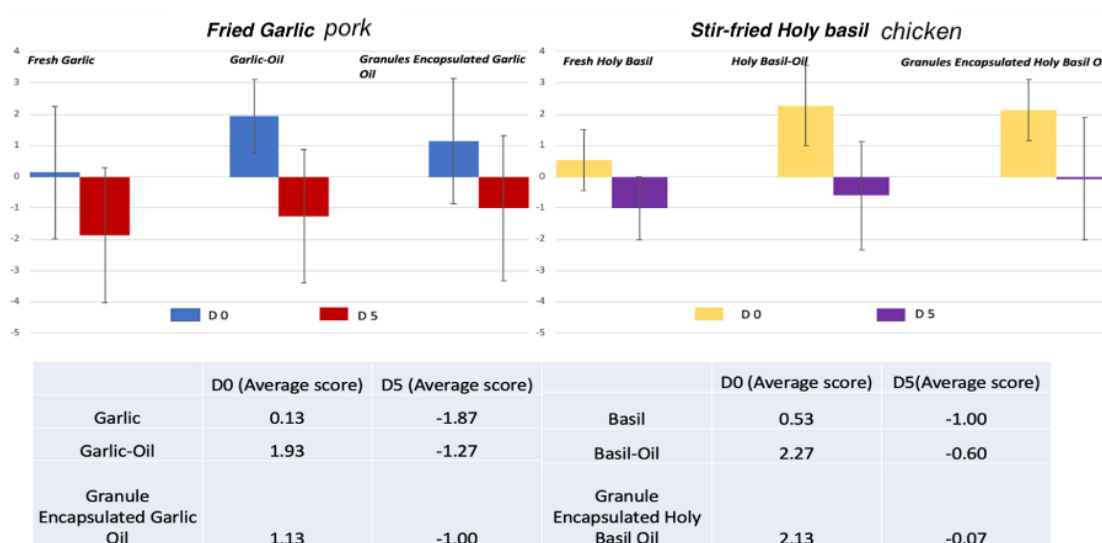 Fried Garlic pork
Fresh Garlic
Garlic-Oil
Granules Encapsulated Garlic
Oil
4
3
2
1
0
-1
-2
-3
-4
-5
D 0
D 5
Stir-fried Holy basil chicken
Fresh Holy Basil
Holy Basil-Oil
Granules Encapsulated Holy Basil O
4
3
2
1
0
-1
-2
-3
-4
-5
D 0
D 5
D0 (Average score) D5 (Average score)
Garlic 0.13 -1.87
Garlic-Oil 1.93 -1.27
Granule
Encapsulated Garlic
Oil 1.13 -1.00
D0 (Average score) D5(Average score)
Basil 0.53 -1.00
Basil-Oil 2.27 -0.60
Granule
Encapsulated Holy
Basil Oil 2.13 -0.07